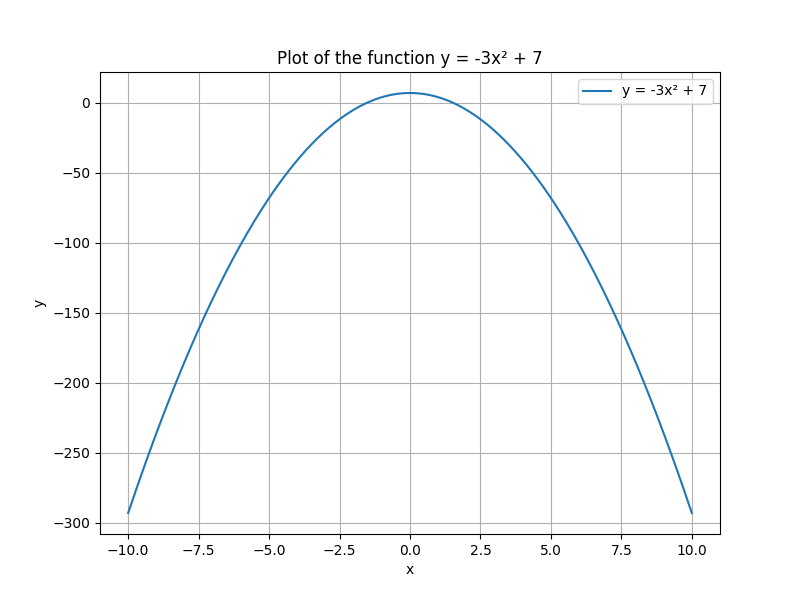 Plot of the function y = -3x² + 7
y = -3x² + 7
0
−50
−100
−150
−200
−250
−300
y
−10.0 −7.5 −5.0 −2.5 0.0 2.5 5.0 7.5 10.0
x